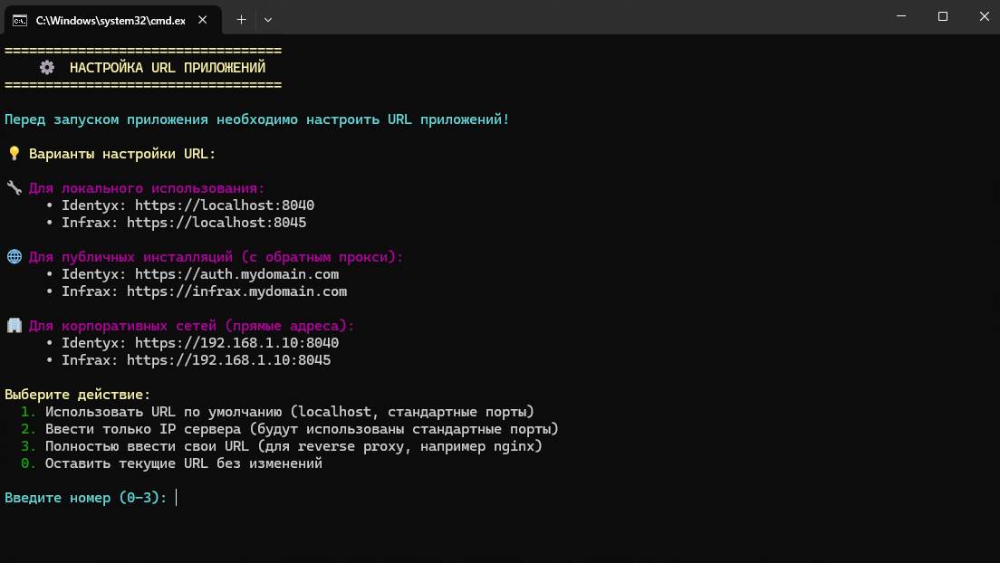 C:\Windows\system32\cmd.ex
==================================
⚙ НАСТРОЙКА URL ПРИЛОЖЕНИЙ
==================================
Перед запуском приложения необходимо настроить URL приложений!
💡 Варианты настройки URL:
🔧 Для локального использования:
• Identyx: https://localhost:8040
• Infrax: https://localhost:8045
🌐 Для публичных инсталляций (с обратным прокси):
• Identyx: https://auth.mydomain.com
• Infrax: https://infrax.mydomain.com
🏢 Для корпоративных сетей (прямые адреса):
• Identyx: https://192.168.1.10:8040
• Infrax: https://192.168.1.10:8045
Выберите действие:
1. Использовать URL по умолчанию (localhost, стандартные порты)
2. Ввести только IP сервера (будут использованы стандартные порты)
3. Полностью ввести свои URL (для reverse proxy, например nginx)
0. Оставить текущие URL без изменений
Введите номер (0-3):